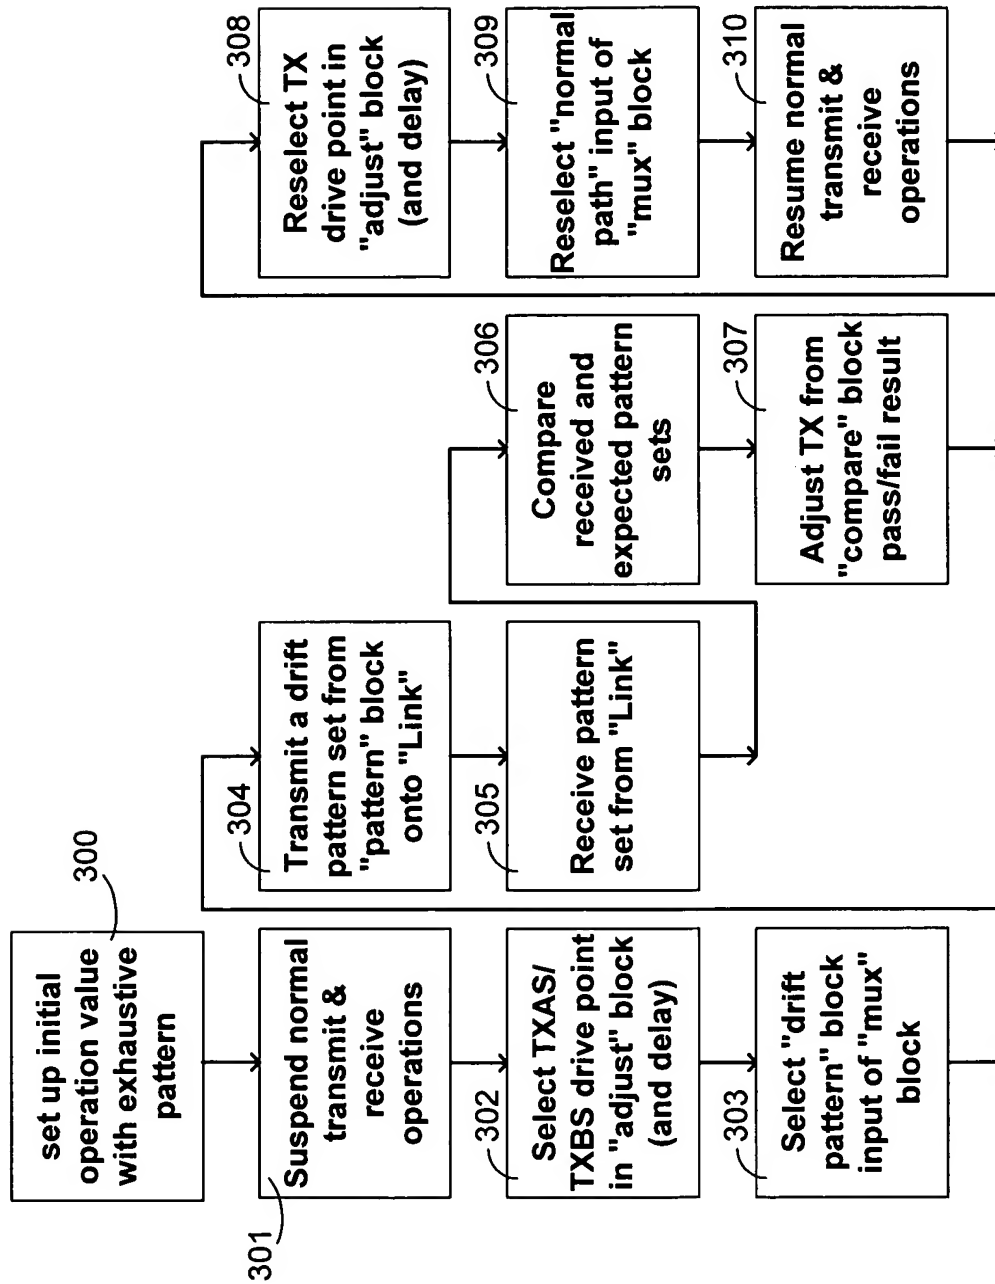 300
set up initial
operation value
with exhaustive
pattern
301
Suspend normal
transmit &
receive
operations
302
Select TXAS/
TXBS drive point
in "adjust" block
(and delay)
303
Select "drift
pattern" block
input of "mux"
block
304
Transmit a drift
pattern set from
"pattern" block
onto "Link"
305
Receive pattern
set from "Link"
306
Compare
received and
expected pattern
sets
307
Adjust TX from
"compare" block
pass/fail result
308
Reselect TX
drive point in
"adjust" block
(and delay)
309
Reselect "normal
path" input of
"mux" block
310
Resume normal
transmit &
receive
operations